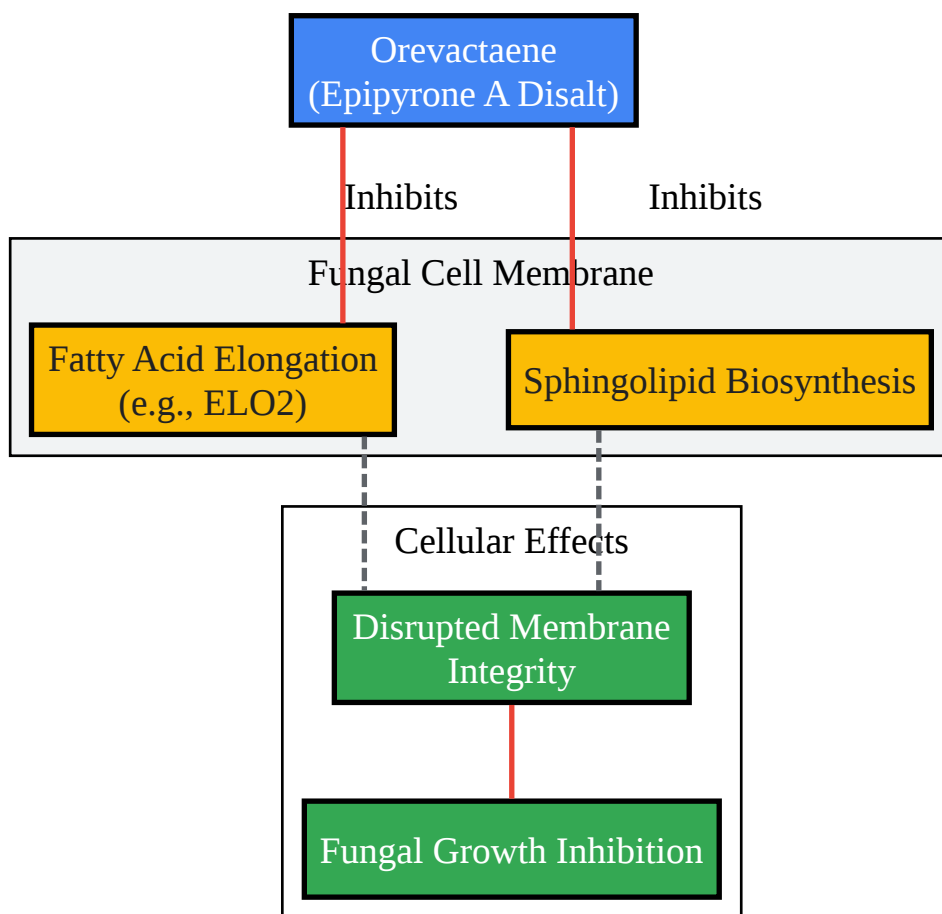 Orevactaene
(Epipyrone A Disalt)
Inhibits
Inhibits
Fungal Cell Membrane
Fatty Acid Elongation
(e.g., ELO2)
Sphingolipid Biosynthesis
Cellular Effects
Disrupted Membrane
Integrity
Fungal Growth Inhibition